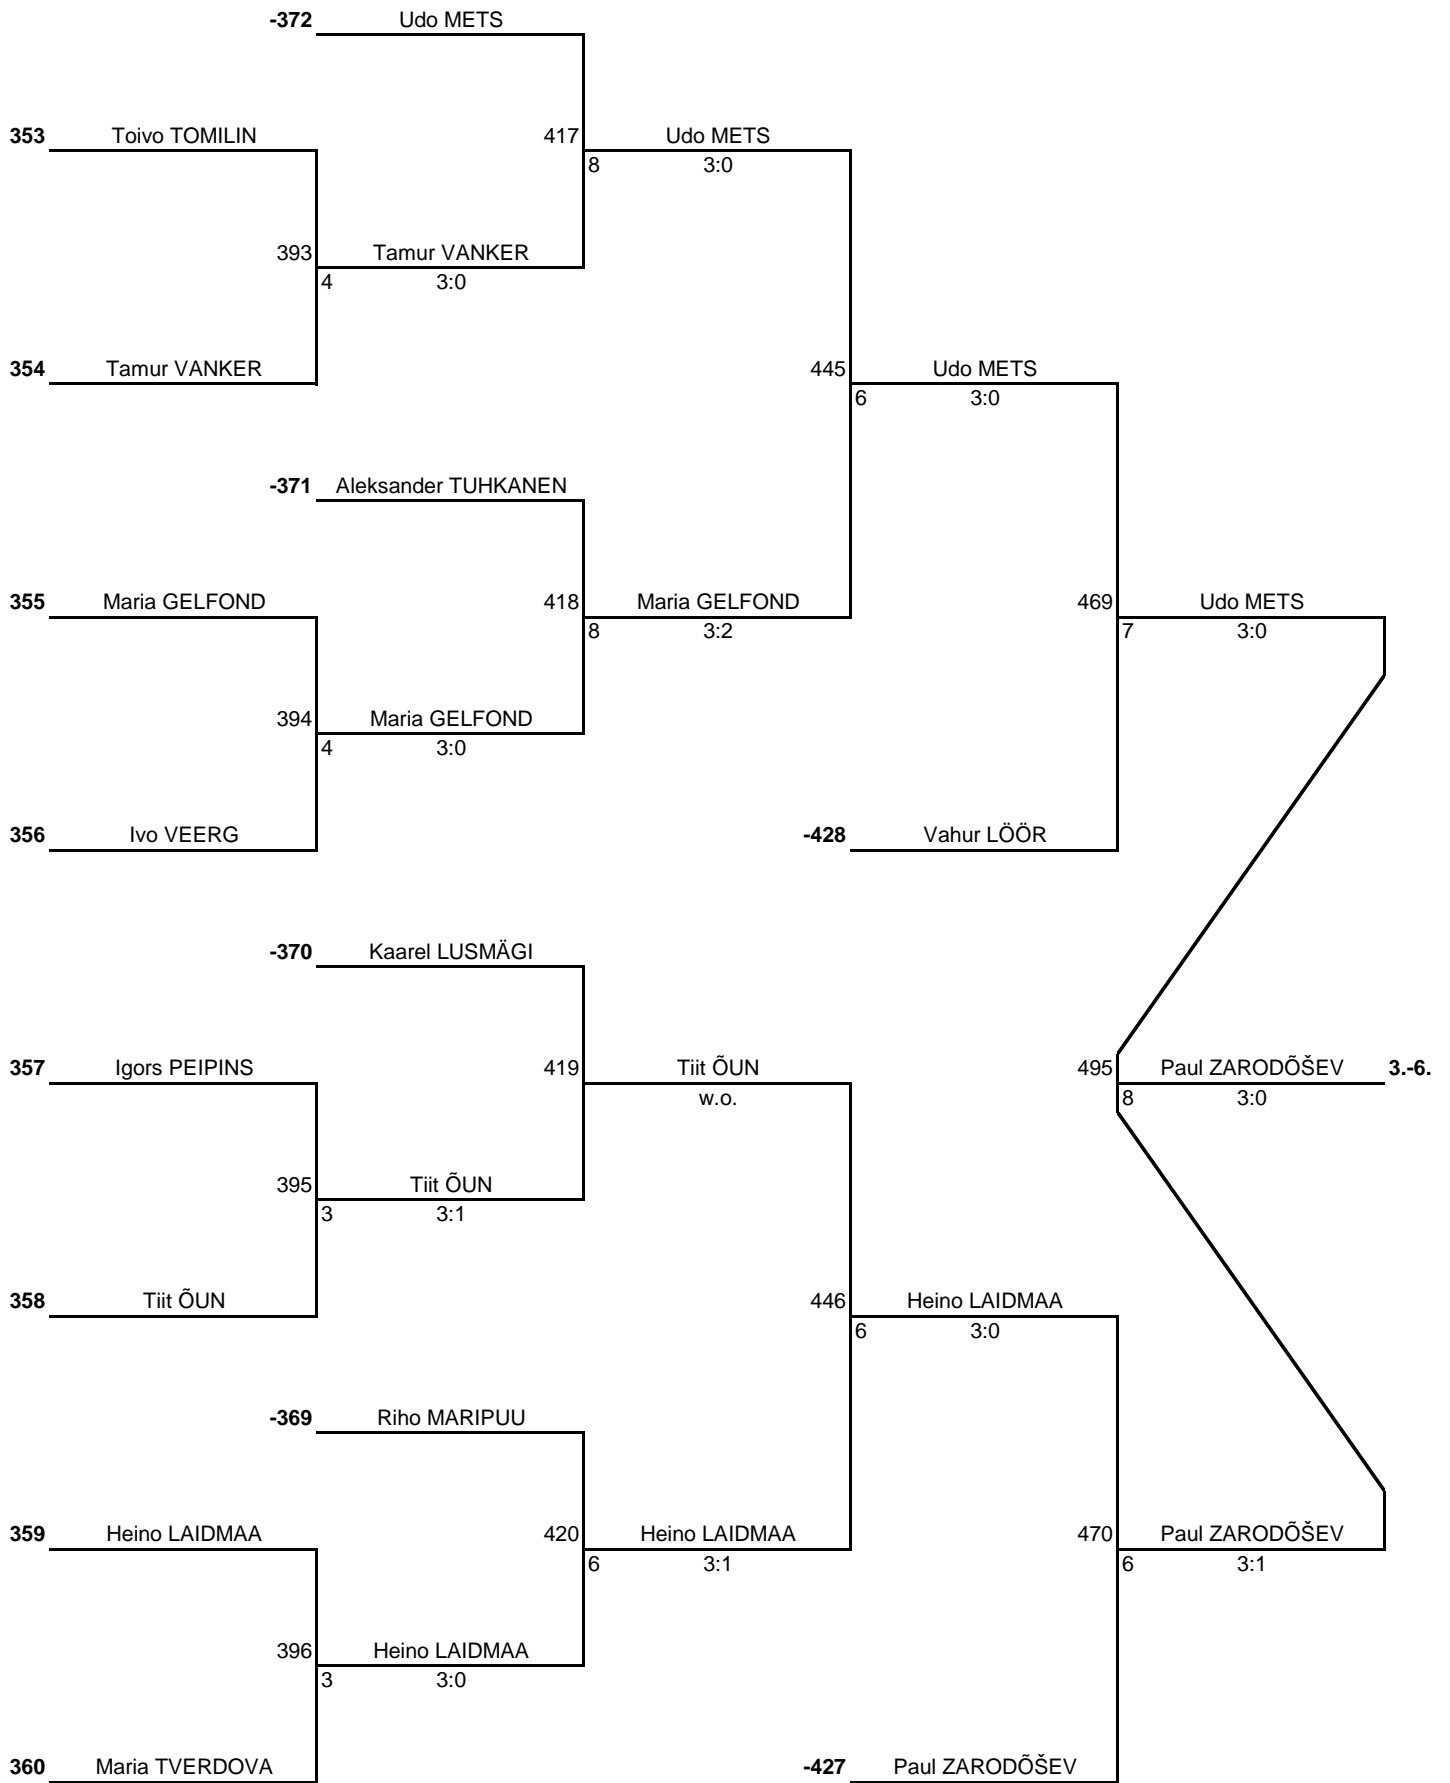 -372 Udo METS
353 Toivo TOMILIN 417 Udo METS
8 3:0
393 Tamur VANKER
4 3:0
354 Tamur VANKER 445 Udo METS
6 3:0
-371 Aleksander TUHKANEN
355 Maria GELFOND 418 Maria GELFOND 469 Udo METS
8 3:2 7 3:0
394 Maria GELFOND
4 3:0
356 Ivo VEERG -428 Vahur LÖÖR
-370 Kaarel LUSMÄGI
357 Igors PEIPINS 419 Tiit ÕUN 495 Paul ZARODÕŠEV 3.-6.
w.o. 8 3:0
395 Tiit ÕUN
3 3:1
358 Tiit ÕUN 446 Heino LAIDMAA
6 3:0
-369 Riho MARIPUU
359 Heino LAIDMAA 420 Heino LAIDMAA 470 Paul ZARODÕŠEV
6 3:1 6 3:1
396 Heino LAIDMAA
3 3:0
360 Maria TVERDOVA -427 Paul ZARODÕŠEV